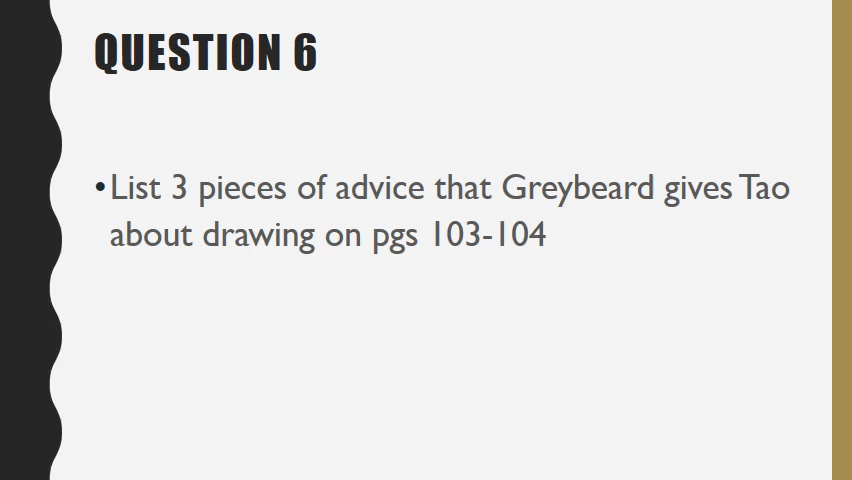 QUESTION 6
•List 3 pieces of advice that Greybeard gives Tao
about drawing on pgs 103-104